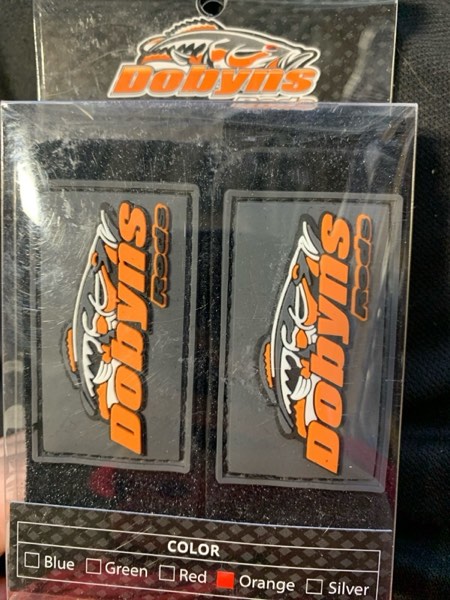 Dobyns
Rods
Dobyns
Rods
Dobyns
Rods
COLOR
Blue Green Red Orange Silver